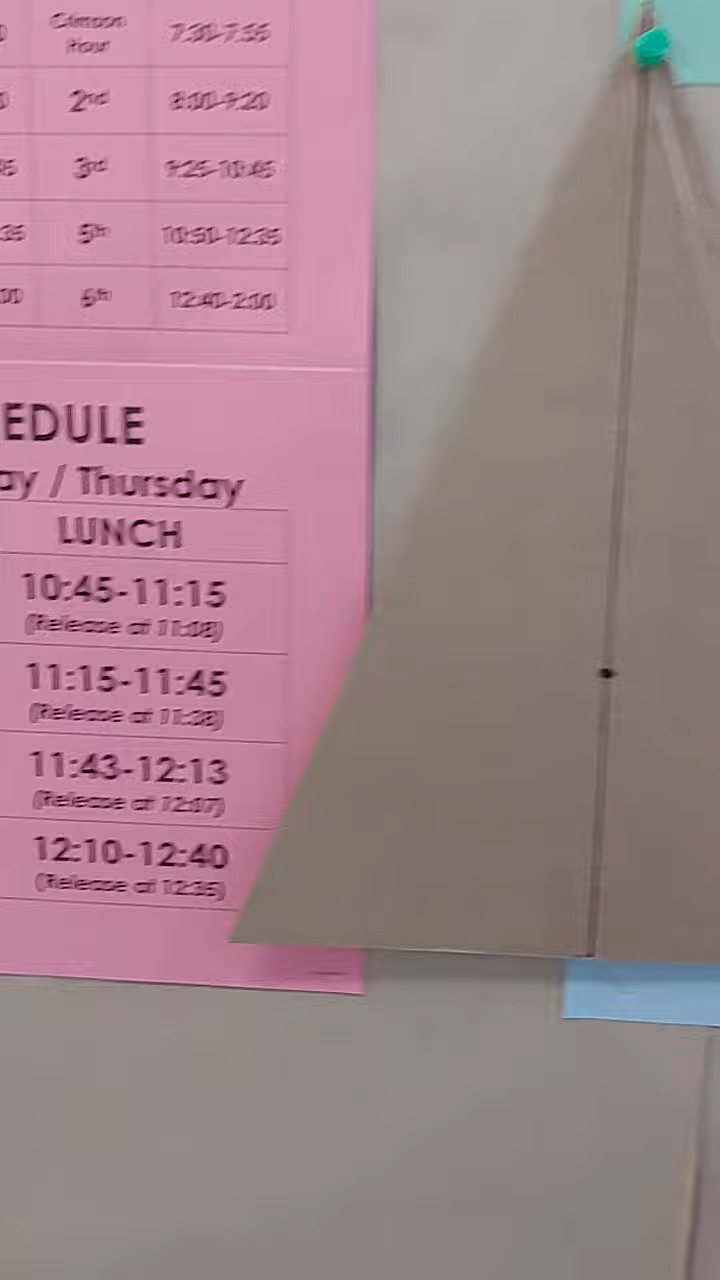 Crimson
Hour
7:30-7:55
2nd
8:00-9:20
3rd
9:25-10:45
35
5th
10:50-12:35
00
6th
12:40-2:00
EDULE
ay / Thursday
LUNCH
10:45-11:15
(Release at 11:08)
11:15-11:45
(Release at 11:38)
11:43-12:13
(Release at 12:07)
12:10-12:40
(Release at 12:35)